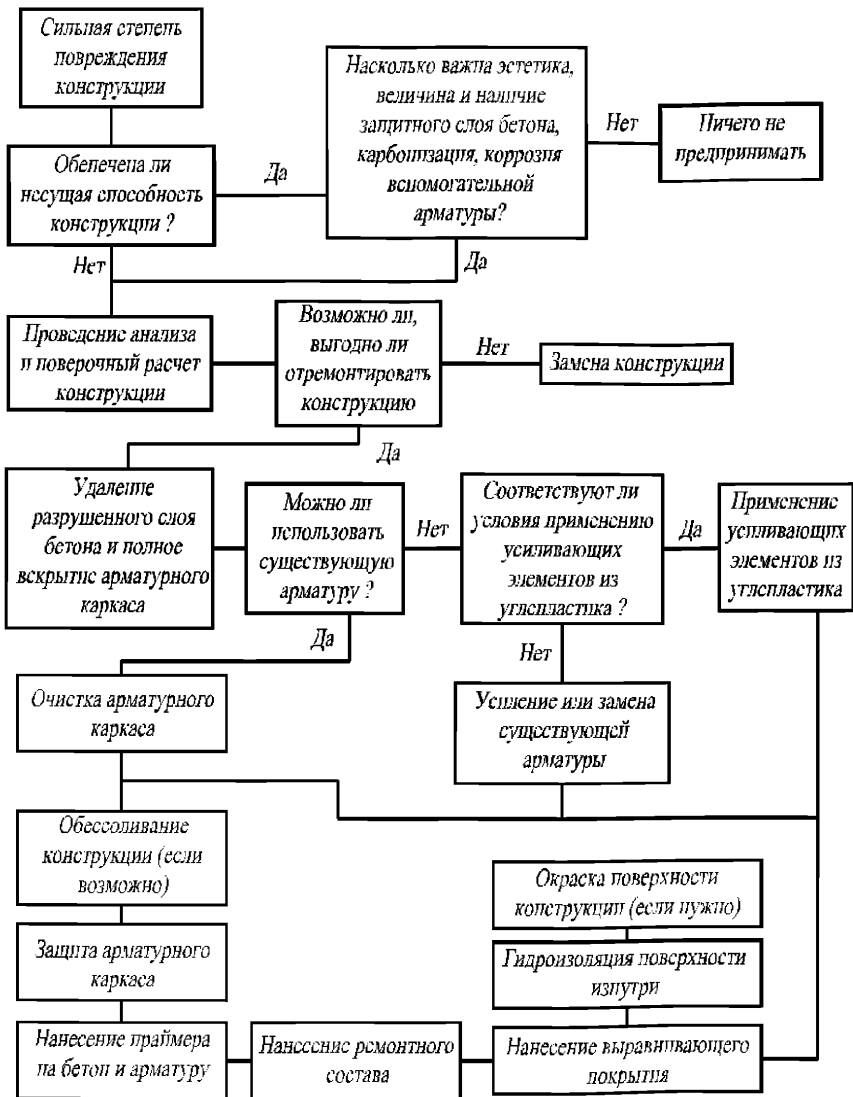 Сильная степень
повреждения
конструкции
Насколько важна эстетика,
величина и наличие
защитного слоя бетона,
карбонизация, коррозия
вспомогательной
арматуры?
Нет
Ничего не
предпринимать
Обепечена ли
несущая способность
конструкции ?
Да
Нет
Да
Проведение анализа
и поверочный расчет
конструкции
Возможно ли,
выгодно ли
отремонтировать
конструкцию
Нет
Замена конструкции
Да
Удаление
разрушенного слоя
бетона и полное
вскрытие арматурного
каркаса
Можно ли
использовать
существующую
арматуру ?
Нет
Соответствуют ли
условия применению
усиливающих
элементов из
углепластика ?
Да
Применение
усиливающих
элементов из
углепластика
Да
Нет
Очистка арматурного
каркаса
Усиление или замена
существующей
арматуры
Обессоливание
конструкции (если
возможно)
Защита арматурного
каркаса
Нанесение праймера
на бетон и арматуру
Нанесение ремонтного
состава
Нанесение выравнивающего
покрытия
Гидроизоляция поверхности
изнутри
Окраска поверхности
конструкции (если нужно)